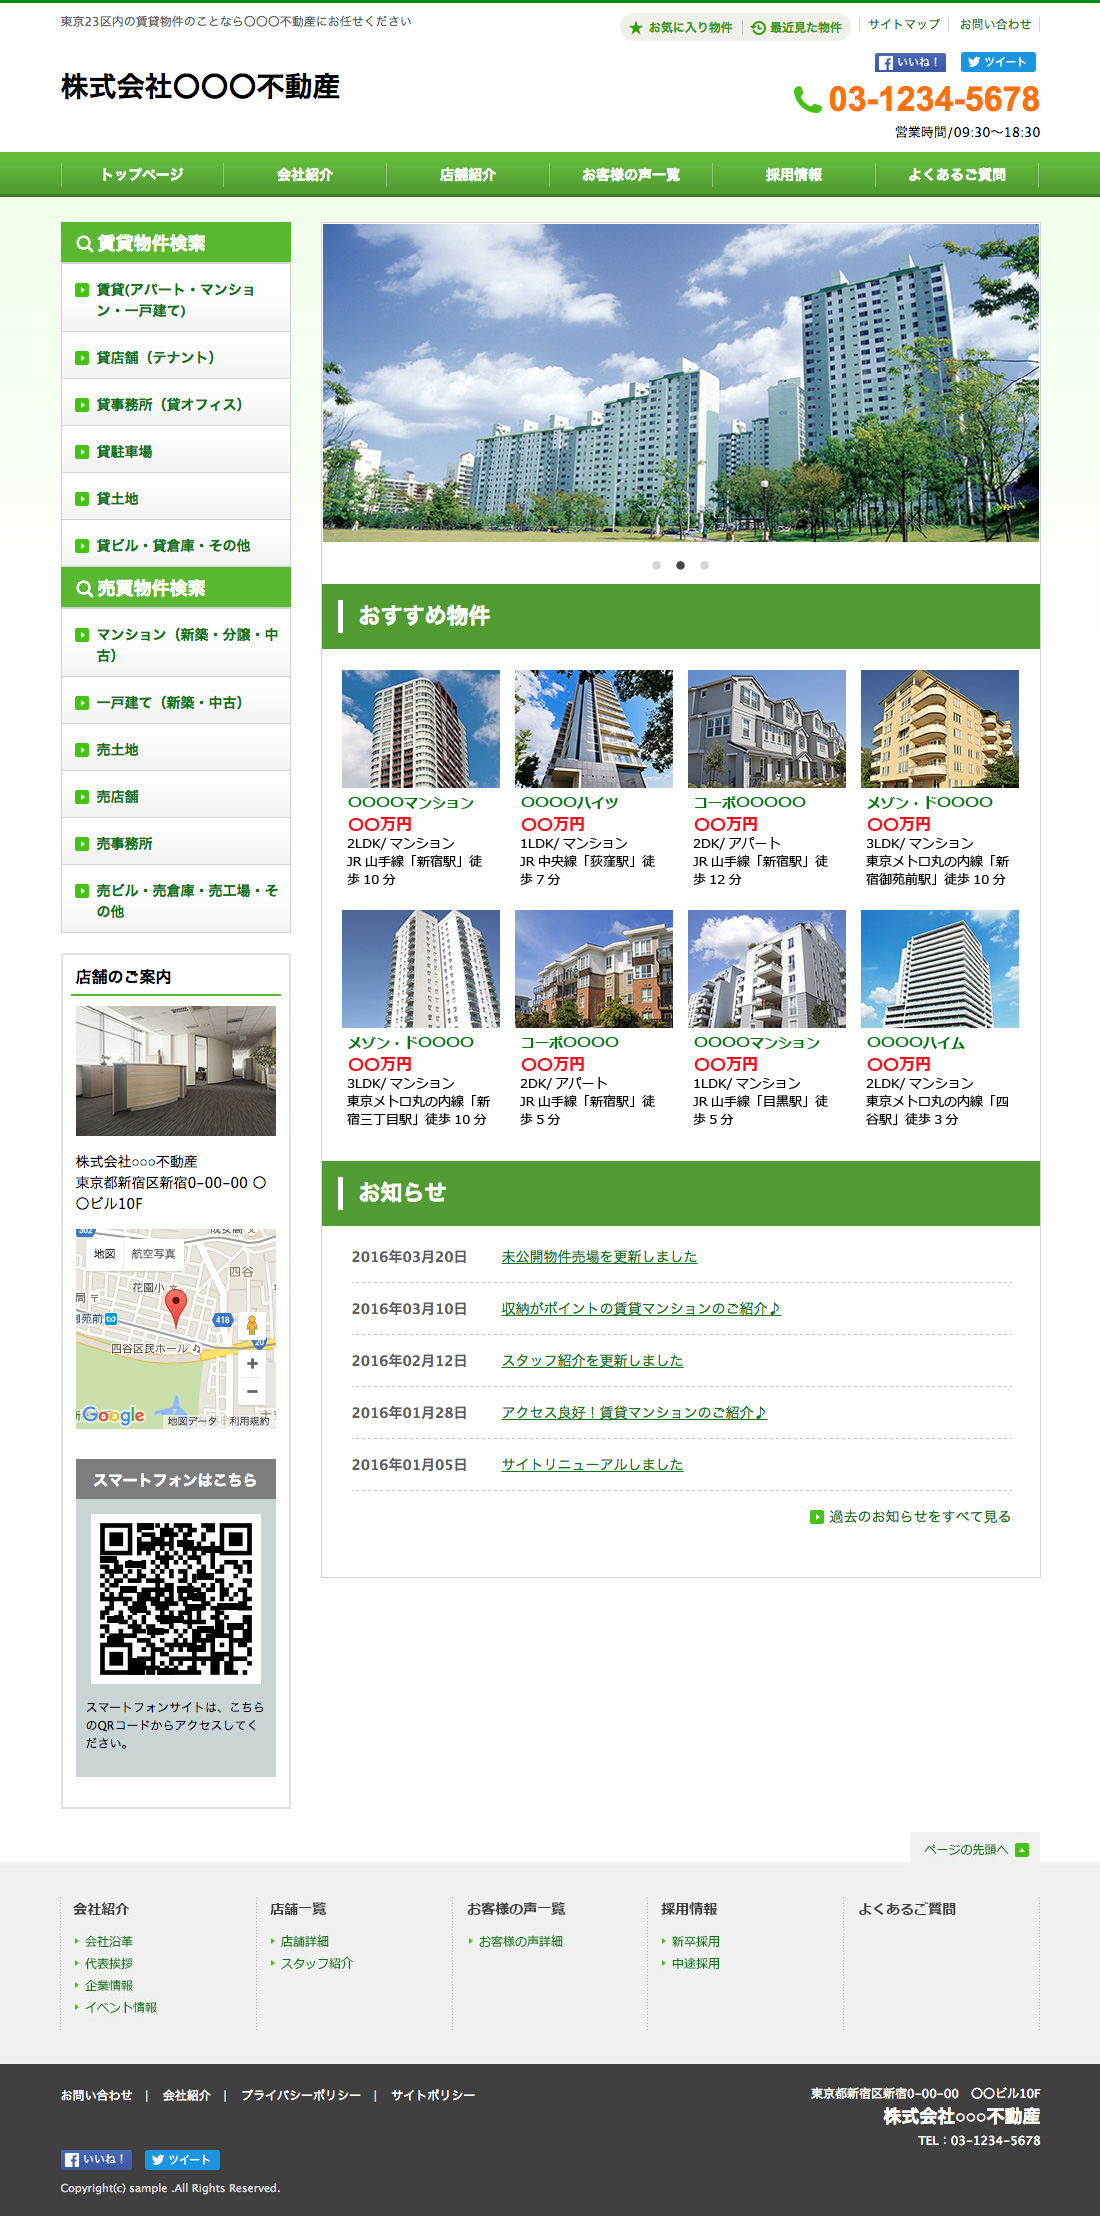 東京23区内の賃貸物件のことなら〇〇〇不動産にお任せください
お気に入り物件
最近見た物件
サイトマップ
お問い合わせ
いいね！
ツイート
株式会社〇〇〇不動産
03-1234-5678
営業時間/09:30〜18:30
トップページ
会社紹介
店舗紹介
お客様の声一覧
採用情報
よくあるご質問
賃貸物件検索
賃貸(アパート・マンショ
ン・一戸建て)
貸店舗（テナント）
貸事務所（貸オフィス）
貸駐車場
貸土地
貸ビル・貸倉庫・その他
売買物件検索
マンション（新築・分譲・中
古）
一戸建て（新築・中古）
売土地
売店舗
売事務所
売ビル・売倉庫・売工場・そ
の他
店舗のご案内
株式会社○○○不動産
東京都新宿区新宿0-00-00 〇
〇ビル10F
302
地図
航空写真
四谷
花園小
局
御苑前
418
四谷区民ホール
20
+
−
新
Google
地図データ
利用規約
スマートフォンはこちら
スマートフォンサイトは、こちら
のQRコードからアクセスしてく
ださい。
おすすめ物件
〇〇〇〇マンション
〇〇万円
2LDK/ マンション
JR 山手線「新宿駅」徒
歩 10 分
〇〇〇〇ハイツ
〇〇万円
1LDK/ マンション
JR 中央線「荻窪駅」徒
歩 7 分
コーポ〇〇〇〇〇
〇〇万円
2DK/ アパート
JR 山手線「新宿駅」徒
歩 12 分
メゾン・ド〇〇〇〇
〇〇万円
3LDK/ マンション
東京メトロ丸の内線「新
宿御苑前駅」徒歩 10 分
メゾン・ド〇〇〇〇
〇〇万円
3LDK/ マンション
東京メトロ丸の内線「新
宿三丁目駅」徒歩 10 分
コーポ〇〇〇〇
〇〇万円
2DK/ アパート
JR 山手線「新宿駅」徒
歩 5 分
〇〇〇〇マンション
〇〇万円
1LDK/ マンション
JR 山手線「目黒駅」徒
歩 5 分
〇〇〇〇ハイム
〇〇万円
2LDK/ マンション
東京メトロ丸の内線「四
谷駅」徒歩 3 分
お知らせ
2016年03月20日 未公開物件売場を更新しました
2016年03月10日 収納がポイントの賃貸マンションのご紹介♪
2016年02月12日 スタッフ紹介を更新しました
2016年01月28日 アクセス良好！賃貸マンションのご紹介♪
2016年01月05日 サイトリニューアルしました
過去のお知らせをすべて見る
ページの先頭へ
会社紹介
会社沿革
代表挨拶
企業情報
イベント情報
店舗一覧
店舗詳細
スタッフ紹介
お客様の声一覧
お客様の声詳細
採用情報
新卒採用
中途採用
よくあるご質問
お問い合わせ | 会社紹介 | プライバシーポリシー | サイトポリシー
東京都新宿区新宿0-00-00　〇〇ビル10F
株式会社○○○不動産
TEL：03-1234-5678
いいね！
ツイート
Copyright(c) sample .All Rights Reserved.